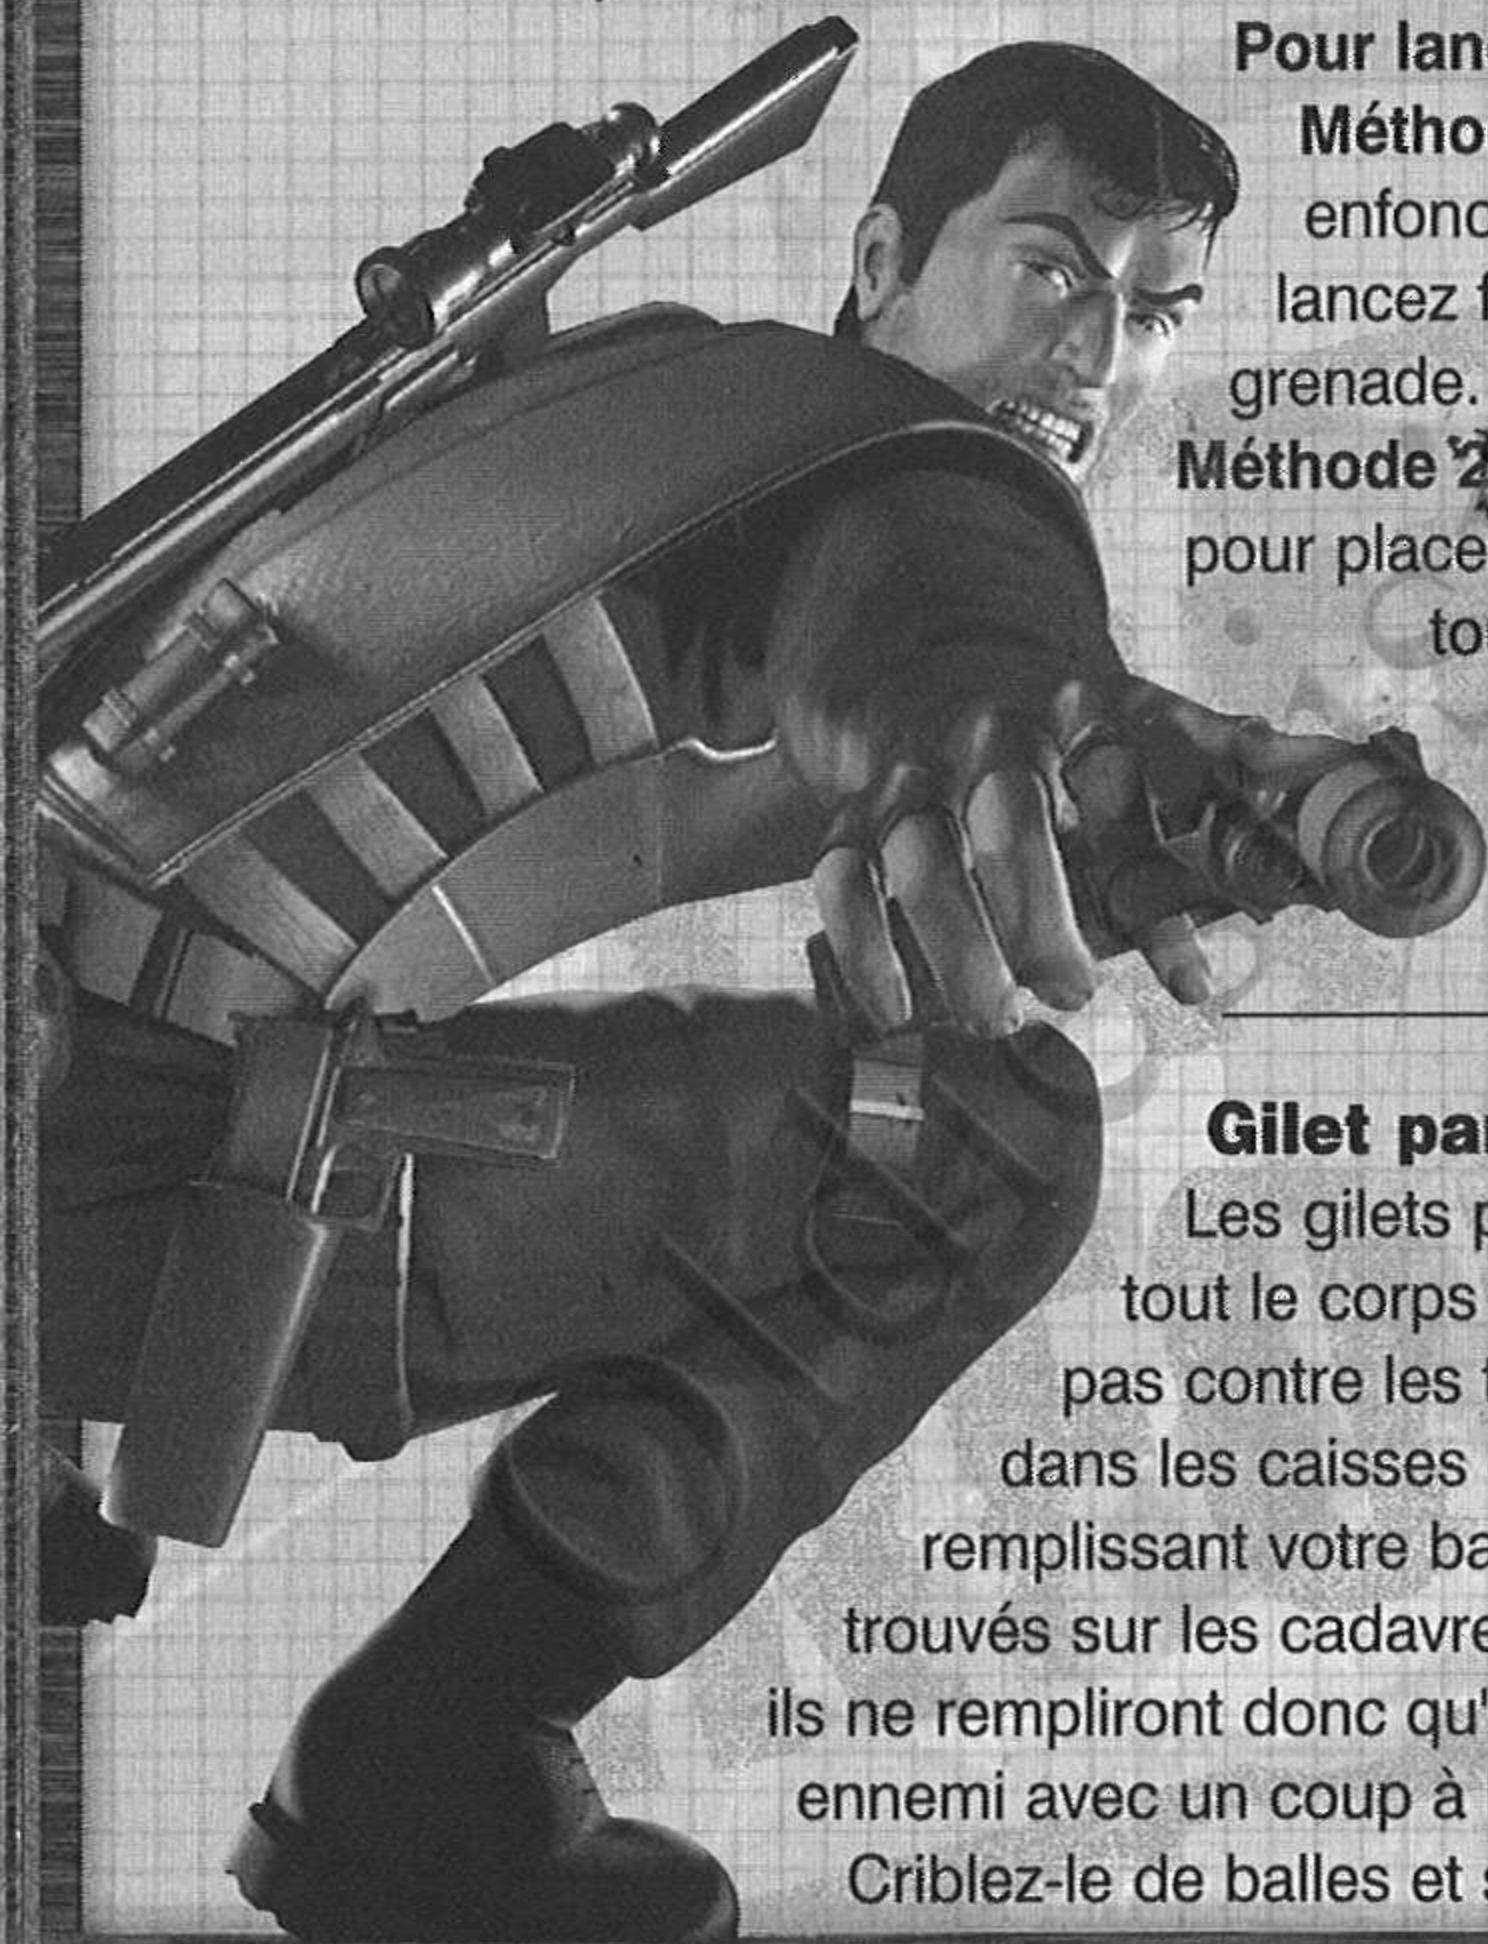 Pour lan
Métho
enfonc
lancez f
grenade.
Méthode 2
pour place
to
Gilet pa
Les gilets p
tout le corps
pas contre les
dans les caisses
remplissant votre ba
trouvés sur les cadavre
ils ne rempliront donc qu'
ennemi avec un coup à
Criblez-le de balles et s